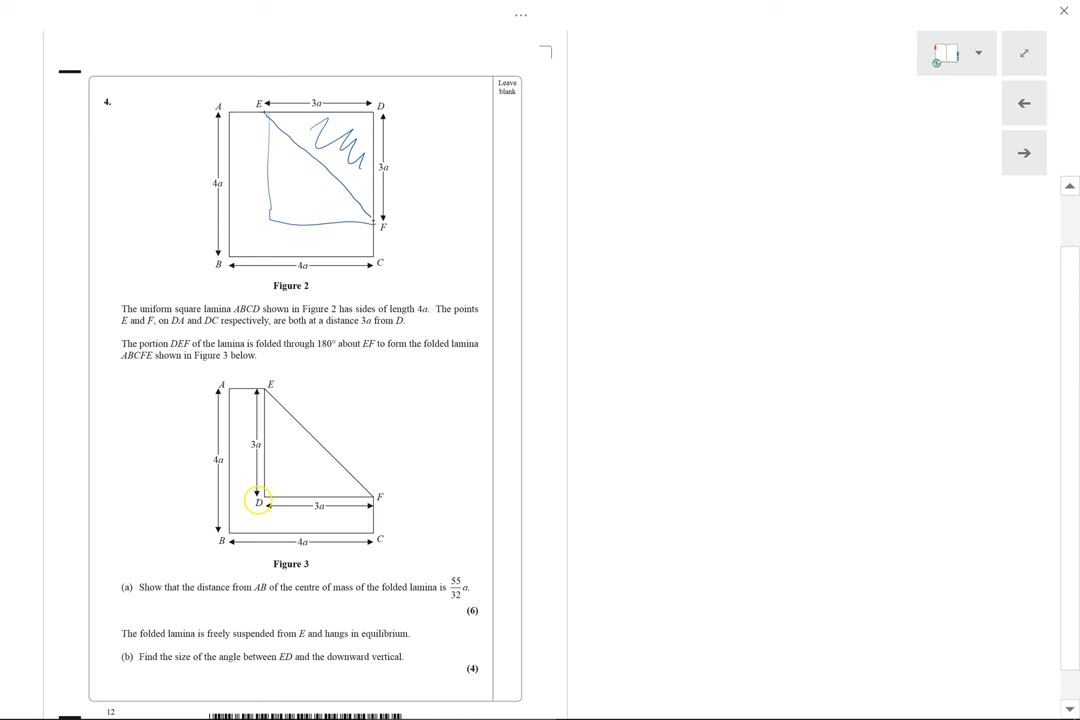 Leave
blank
4.
A E 3a D
4a 3a
F
B 4a C
Figure 2
The uniform square lamina ABCD shown in Figure 2 has sides of length 4a. The points
E and F, on DA and DC respectively, are both at a distance 3a from D.
The portion DEF of the lamina is folded through 180° about EF to form the folded lamina
ABCFE shown in Figure 3 below.
A E
3a
4a
D 3a F
B 4a C
Figure 3
(a) Show that the distance from AB of the centre of mass of the folded lamina is 55/32 a.
(6)
The folded lamina is freely suspended from E and hangs in equilibrium.
(b) Find the size of the angle between ED and the downward vertical.
(4)
12